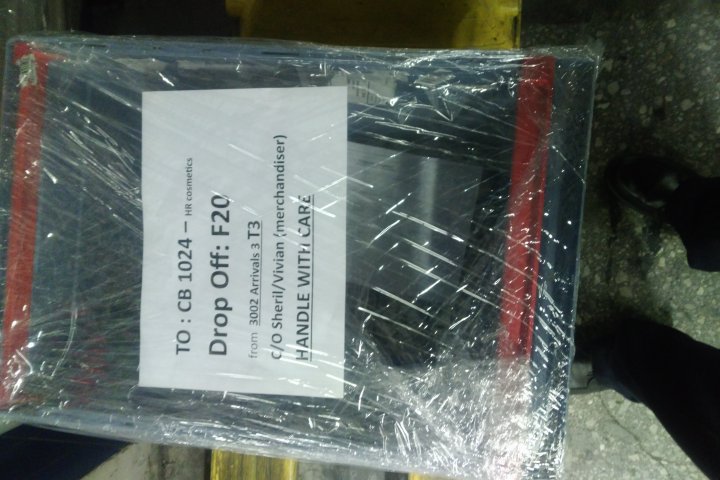 TO : CB 1024 – HR cosmetics
Drop Off: F20
from 3002 Arrivals 3 T3
C/O Sheril/Vivian (merchandiser)
HANDLE WITH CARE